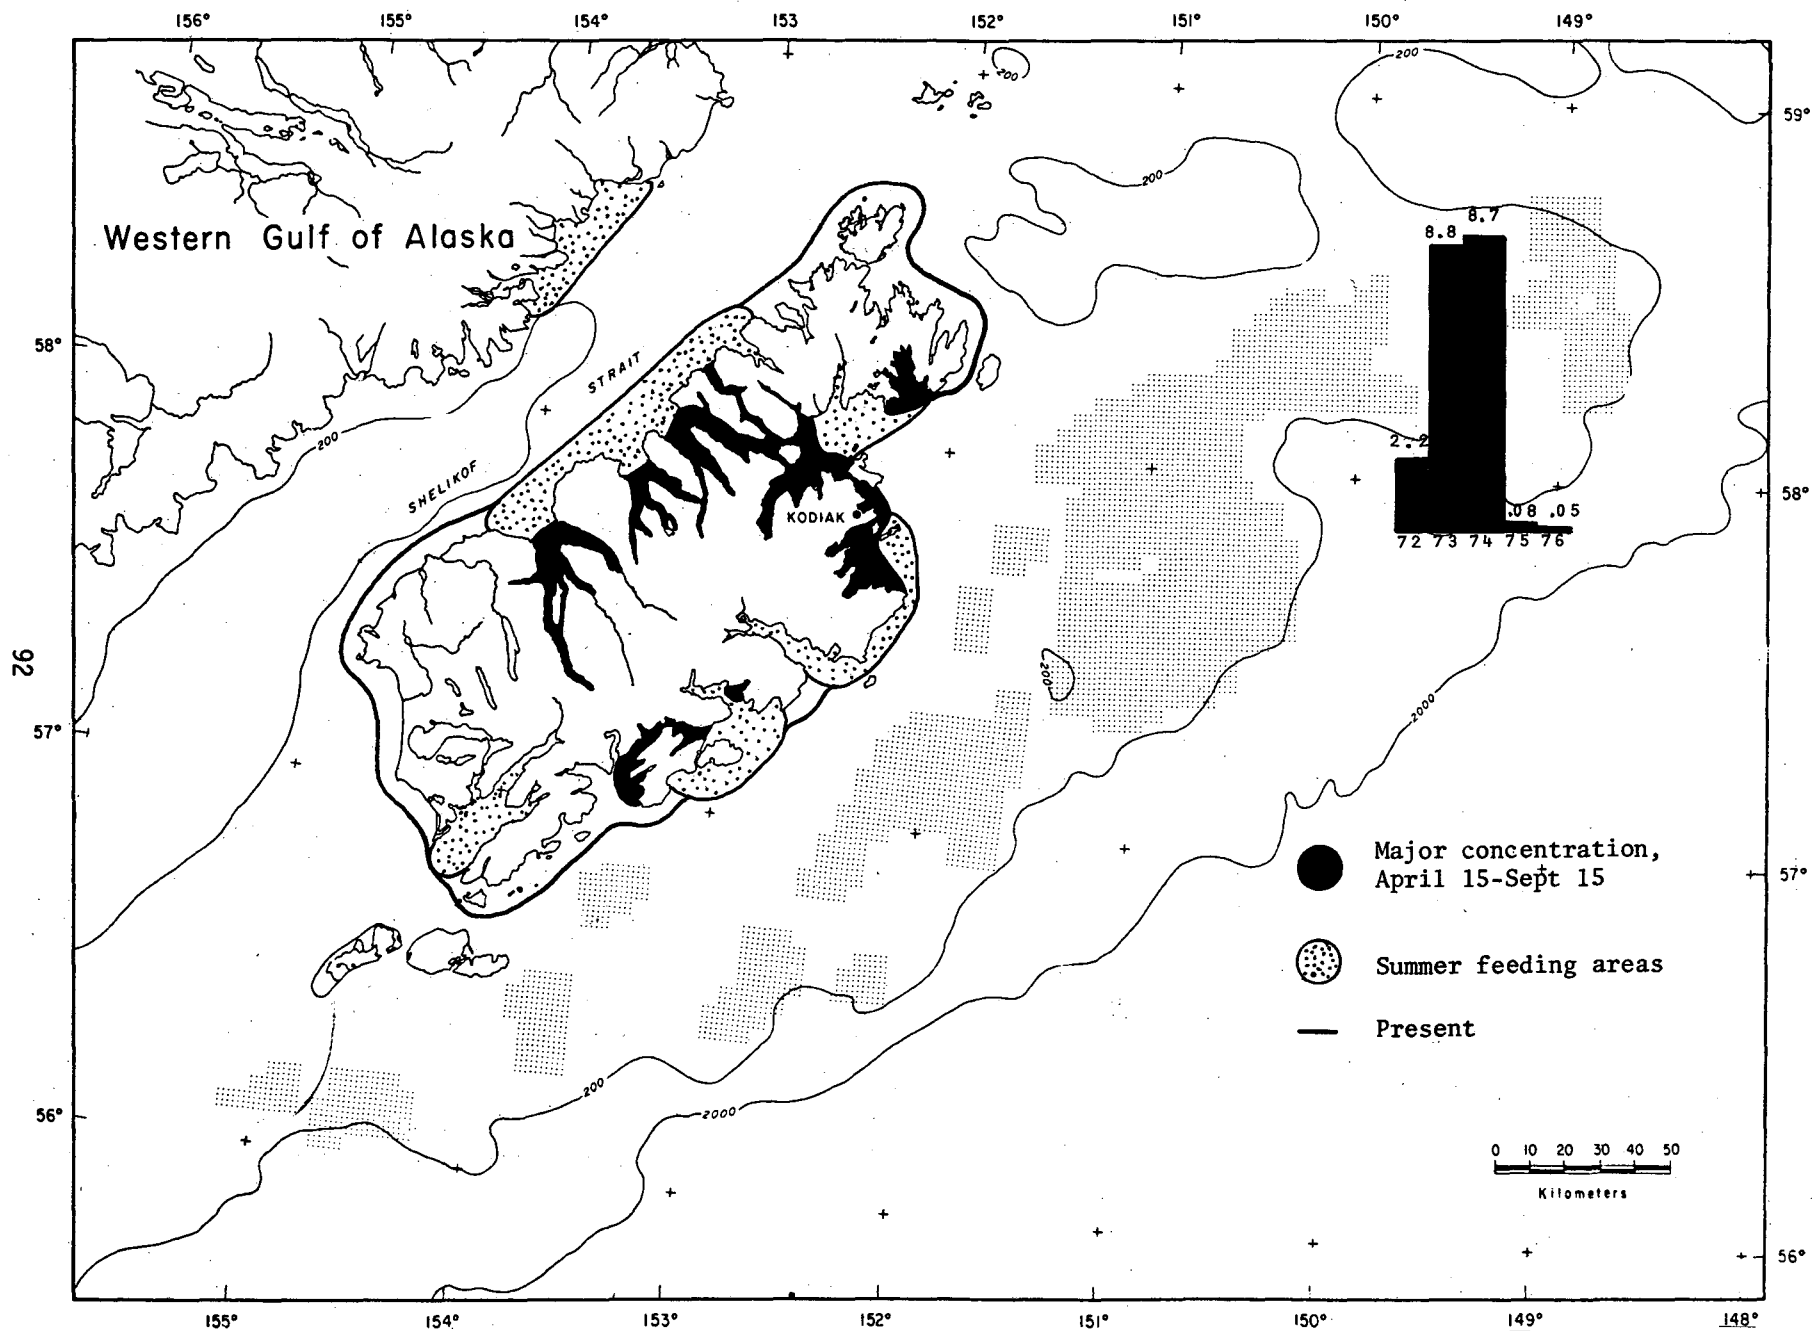 156° 155° 154° 153 152° 151° 150° 149°
200
200
59°
200
8.7
8.8
Western Gulf of Alaska
58°
STRAIT
200
2.2
SHELIKOF
58°
KODIAK
.08 .05
72 73 74 75 76
92
200
2000
57°
Major concentration,
April 15-Sept 15
57°
Summer feeding areas
Present
200
2000
56°
0 10 20 30 40 50
Kilometers
56°
155° 154° 153° 152° 151° 150° 149° 148°